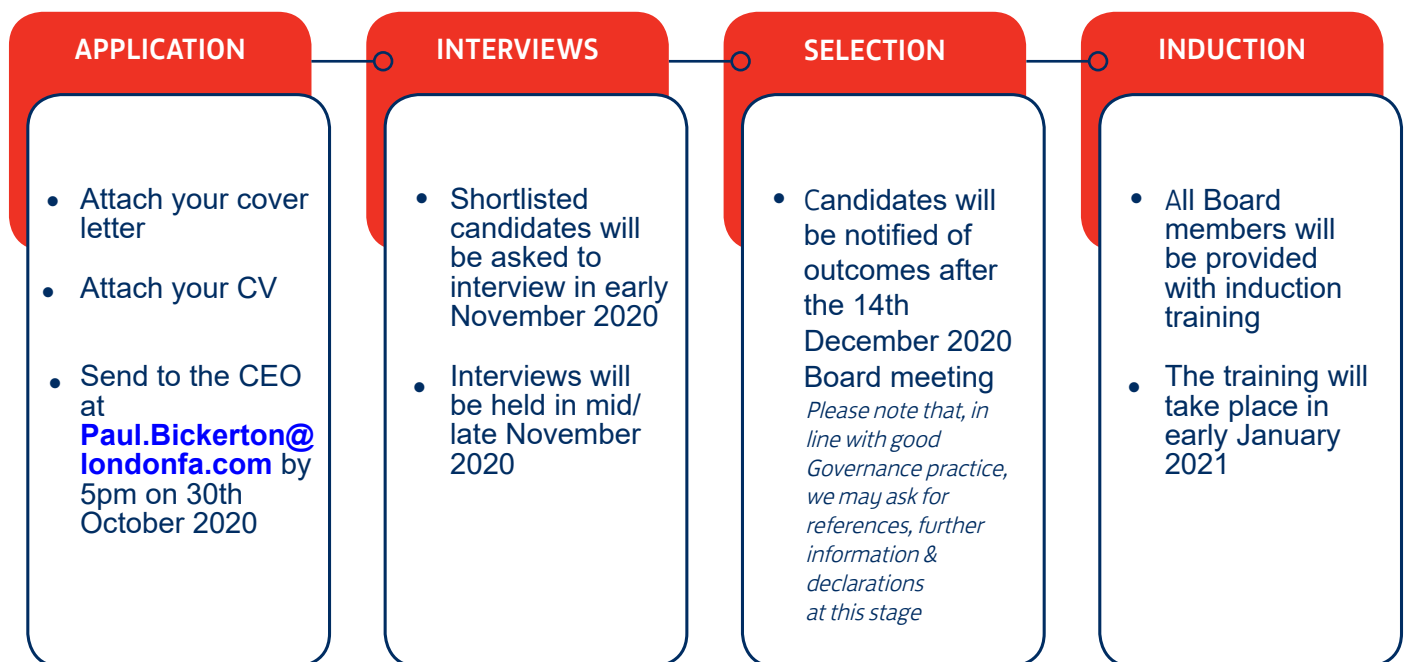 APPLICATION
• Attach your cover
letter
• Attach your CV
• Send to the CEO
at
Paul.Bickerton@
londonfa.com by
5pm on 30th
October 2020
INTERVIEWS
• Shortlisted
candidates will
be asked to
interview in early
November 2020
• Interviews will
be held in mid/
late November
2020
SELECTION
• Candidates will
be notified of
outcomes after
the 14th
December 2020
Board meeting
Please note that, in
line with good
Governance practice,
we may ask for
references, further
information &
declarations
at this stage
INDUCTION
• All Board
members will
be provided
with induction
training
• The training will
take place in
early January
2021